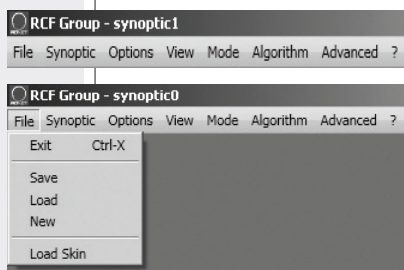 RCF Group - synoptic1
File Synoptic Options View Mode Algorithm Advanced ?
RCF Group - synoptic0
File Synoptic Options View Mode Algorithm Advanced ?
Exit Ctrl-X
Save
Load
New
Load Skin